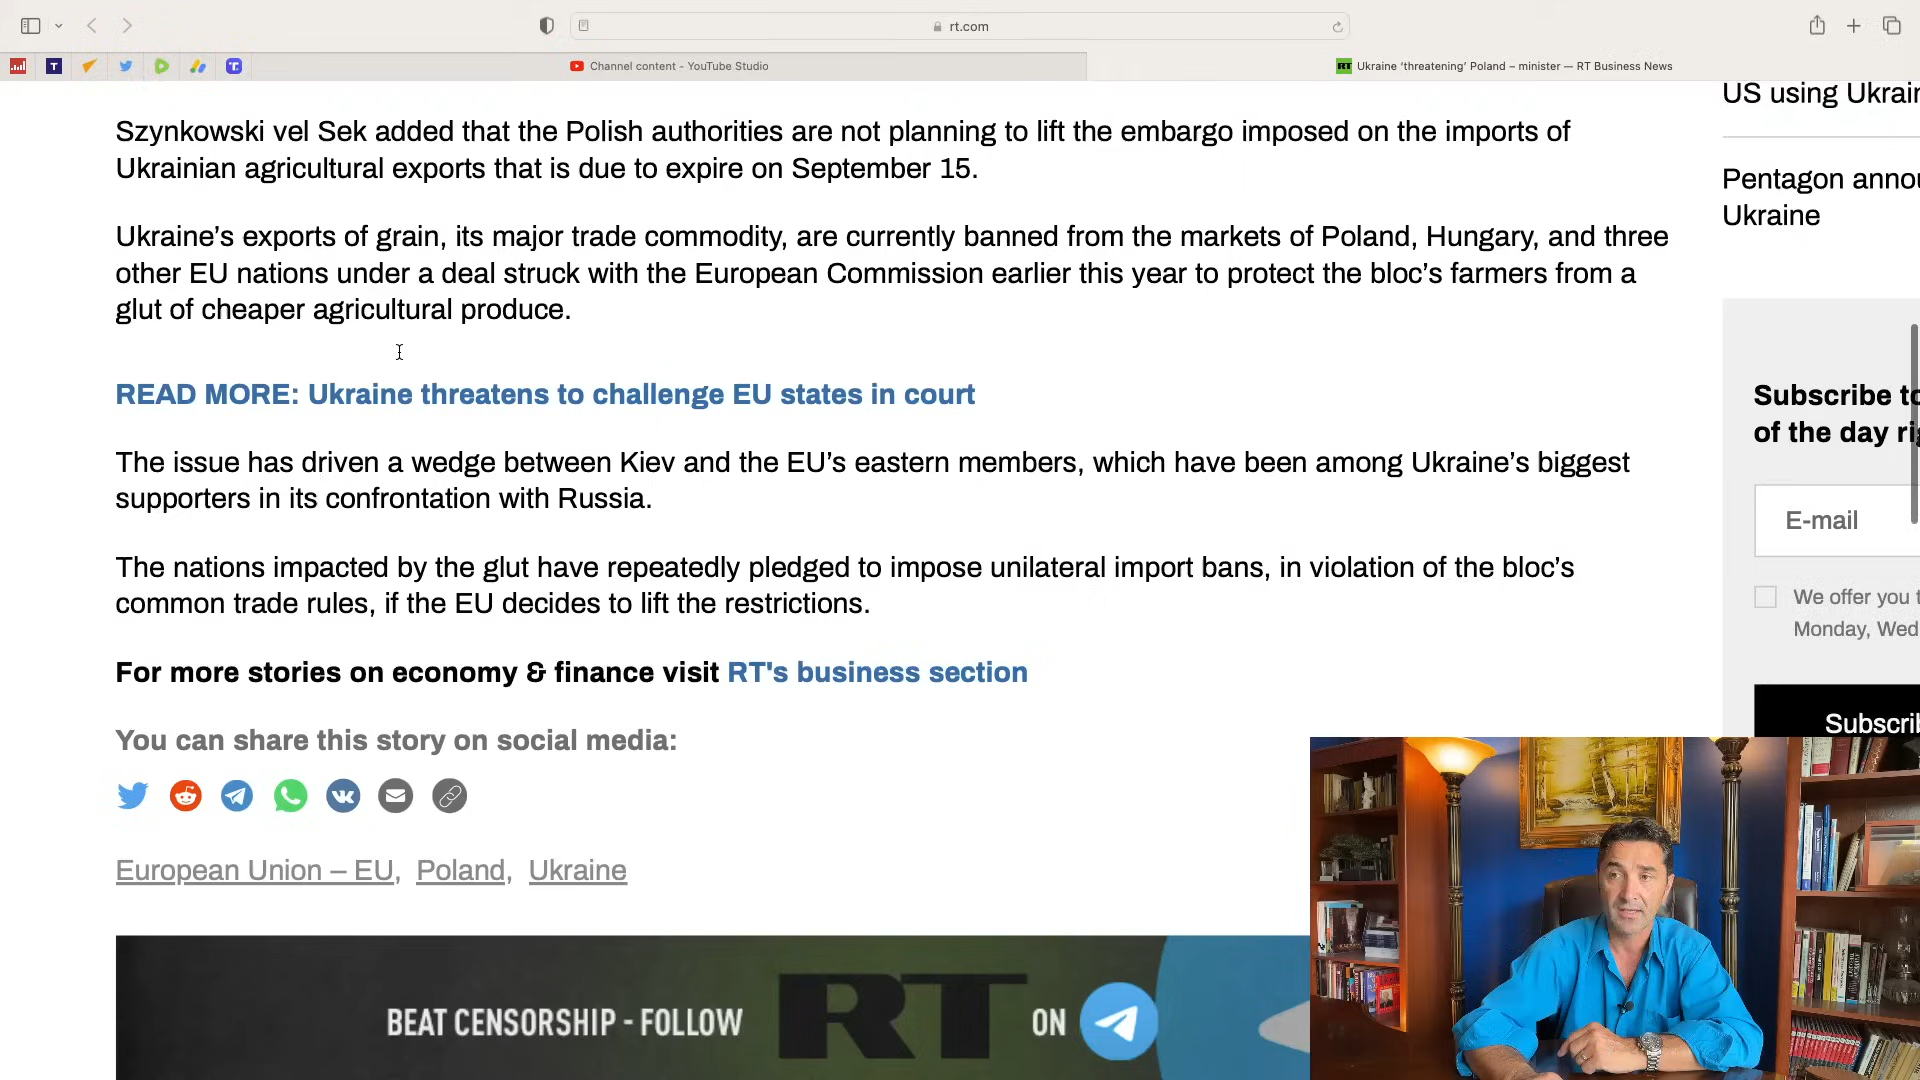 rt.com
Channel content - YouTube Studio
RT Ukraine ‘threatening’ Poland – minister — RT Business News
Szynkowski vel Sek added that the Polish authorities are not planning to lift the embargo imposed on the imports of
Ukrainian agricultural exports that is due to expire on September 15.
Ukraine’s exports of grain, its major trade commodity, are currently banned from the markets of Poland, Hungary, and three
other EU nations under a deal struck with the European Commission earlier this year to protect the bloc’s farmers from a
glut of cheaper agricultural produce.
READ MORE: Ukraine threatens to challenge EU states in court
The issue has driven a wedge between Kiev and the EU’s eastern members, which have been among Ukraine’s biggest
supporters in its confrontation with Russia.
The nations impacted by the glut have repeatedly pledged to impose unilateral import bans, in violation of the bloc’s
common trade rules, if the EU decides to lift the restrictions.
For more stories on economy & finance visit RT's business section
You can share this story on social media:
European Union – EU, Poland, Ukraine
BEAT CENSORSHIP - FOLLOW RT ON
US using Ukrain
Pentagon annou
Ukraine
Subscribe to
of the day ri
E-mail
We offer you t
Monday, Wed
Subscrib